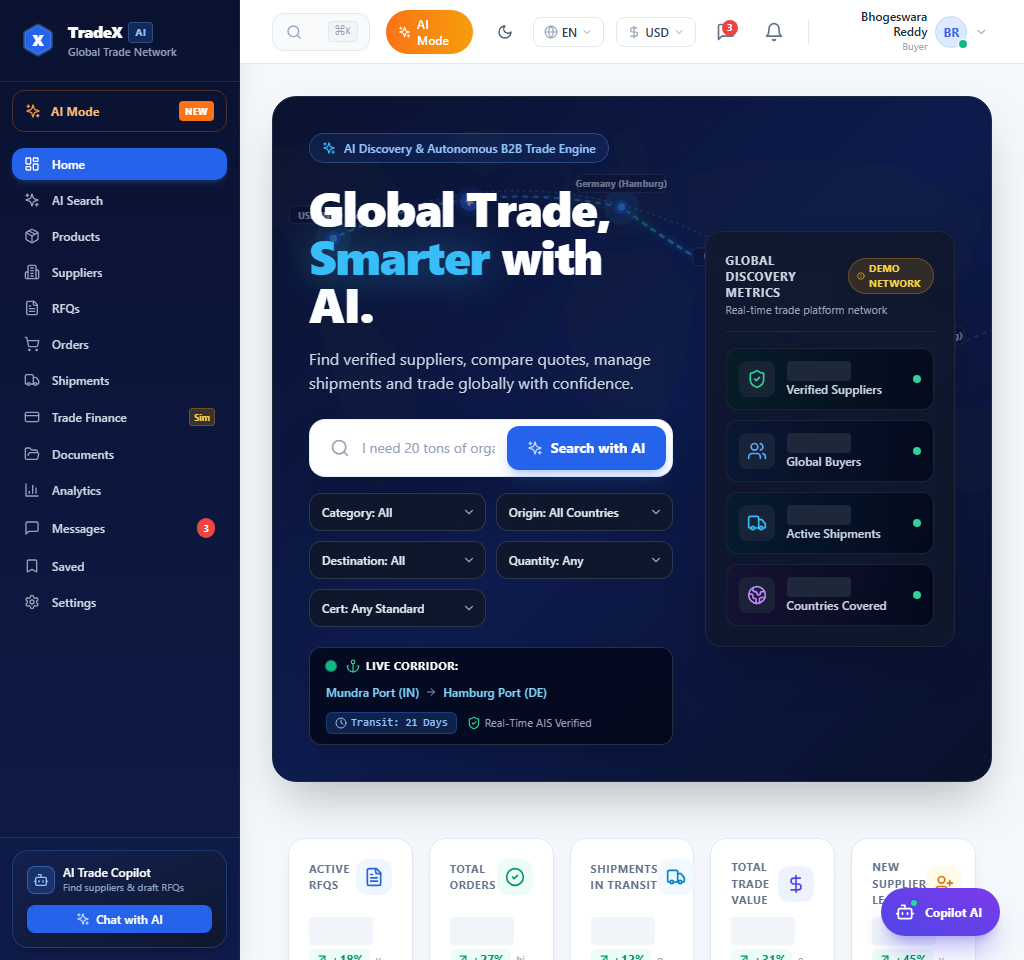 TradeX AI
Global Trade Network
⌘K
AI
Mode
EN
$ USD
3
Bhogeswara
Reddy
Buyer
BR
AI Mode
NEW
Home
AI Search
Products
Suppliers
RFQs
Orders
Shipments
Trade Finance
Sim
Documents
Analytics
Messages
3
Saved
Settings
AI Trade Copilot
Find suppliers & draft RFQs
Chat with AI
AI Discovery & Autonomous B2B Trade Engine
Germany (Hamburg)
Global Trade,
Smarter with
AI.
Find verified suppliers, compare quotes, manage
shipments and trade globally with confidence.
I need 20 tons of orga
Search with AI
Category: All
Origin: All Countries
Destination: All
Quantity: Any
Cert: Any Standard
LIVE CORRIDOR:
Mundra Port (IN) → Hamburg Port (DE)
Transit: 21 Days
Real-Time AIS Verified
GLOBAL
DISCOVERY
METRICS
DEMO
NETWORK
Real-time trade platform network
Verified Suppliers
Global Buyers
Active Shipments
Countries Covered
ACTIVE
RFQS
TOTAL
ORDERS
SHIPMENTS
IN TRANSIT
TOTAL
TRADE
VALUE
NEW
SUPPLIER
+18%
+27%
+12%
+31%
+45%
Copilot AI